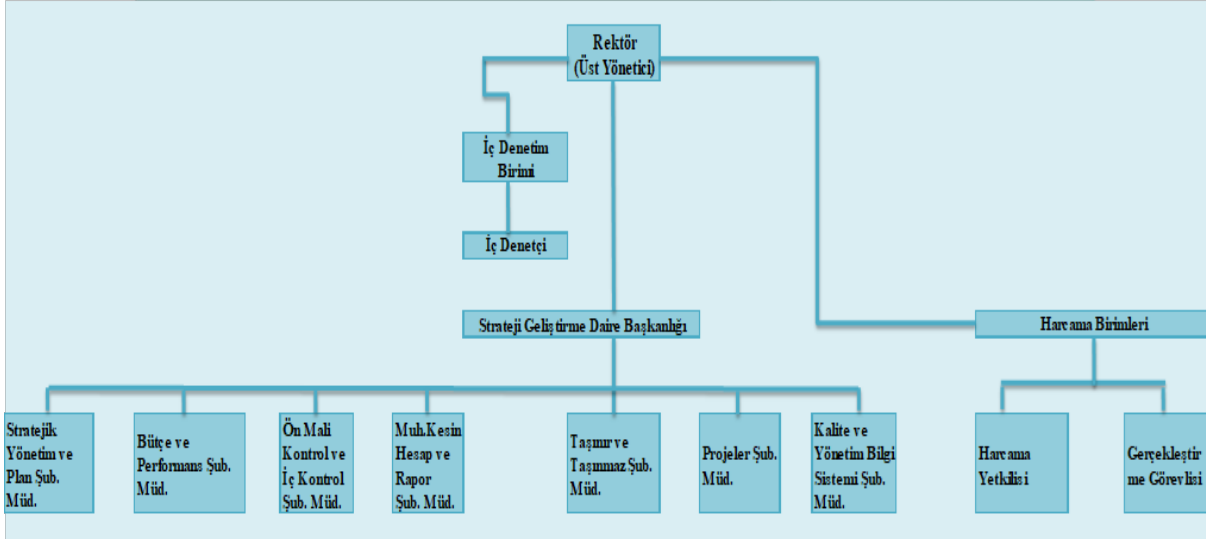 Rektör
(Üst Yönetici)
İç Denetim
Birimi
İç Denetçi
Strateji Geliştirme Daire Başkanlığı
Harcama Birimleri
Stratejik
Yönetim ve
Plan Şub.
Müd.
Bütçe ve
Performans Şub.
Müd.
Ön Mali
Kontrol ve
İç Kontrol
Şub. Müd.
Muh.Kesin
Hesap ve
Rapor
Şub. Müd.
Taşınır ve
Taşınmaz Şub.
Müd.
Projeler Şub.
Müd.
Kalite ve
Yönetim Bilgi
Sistemi Şub.
Müd.
Harcama
Yetkilisi
Gerçekleştir
me Görevlisi